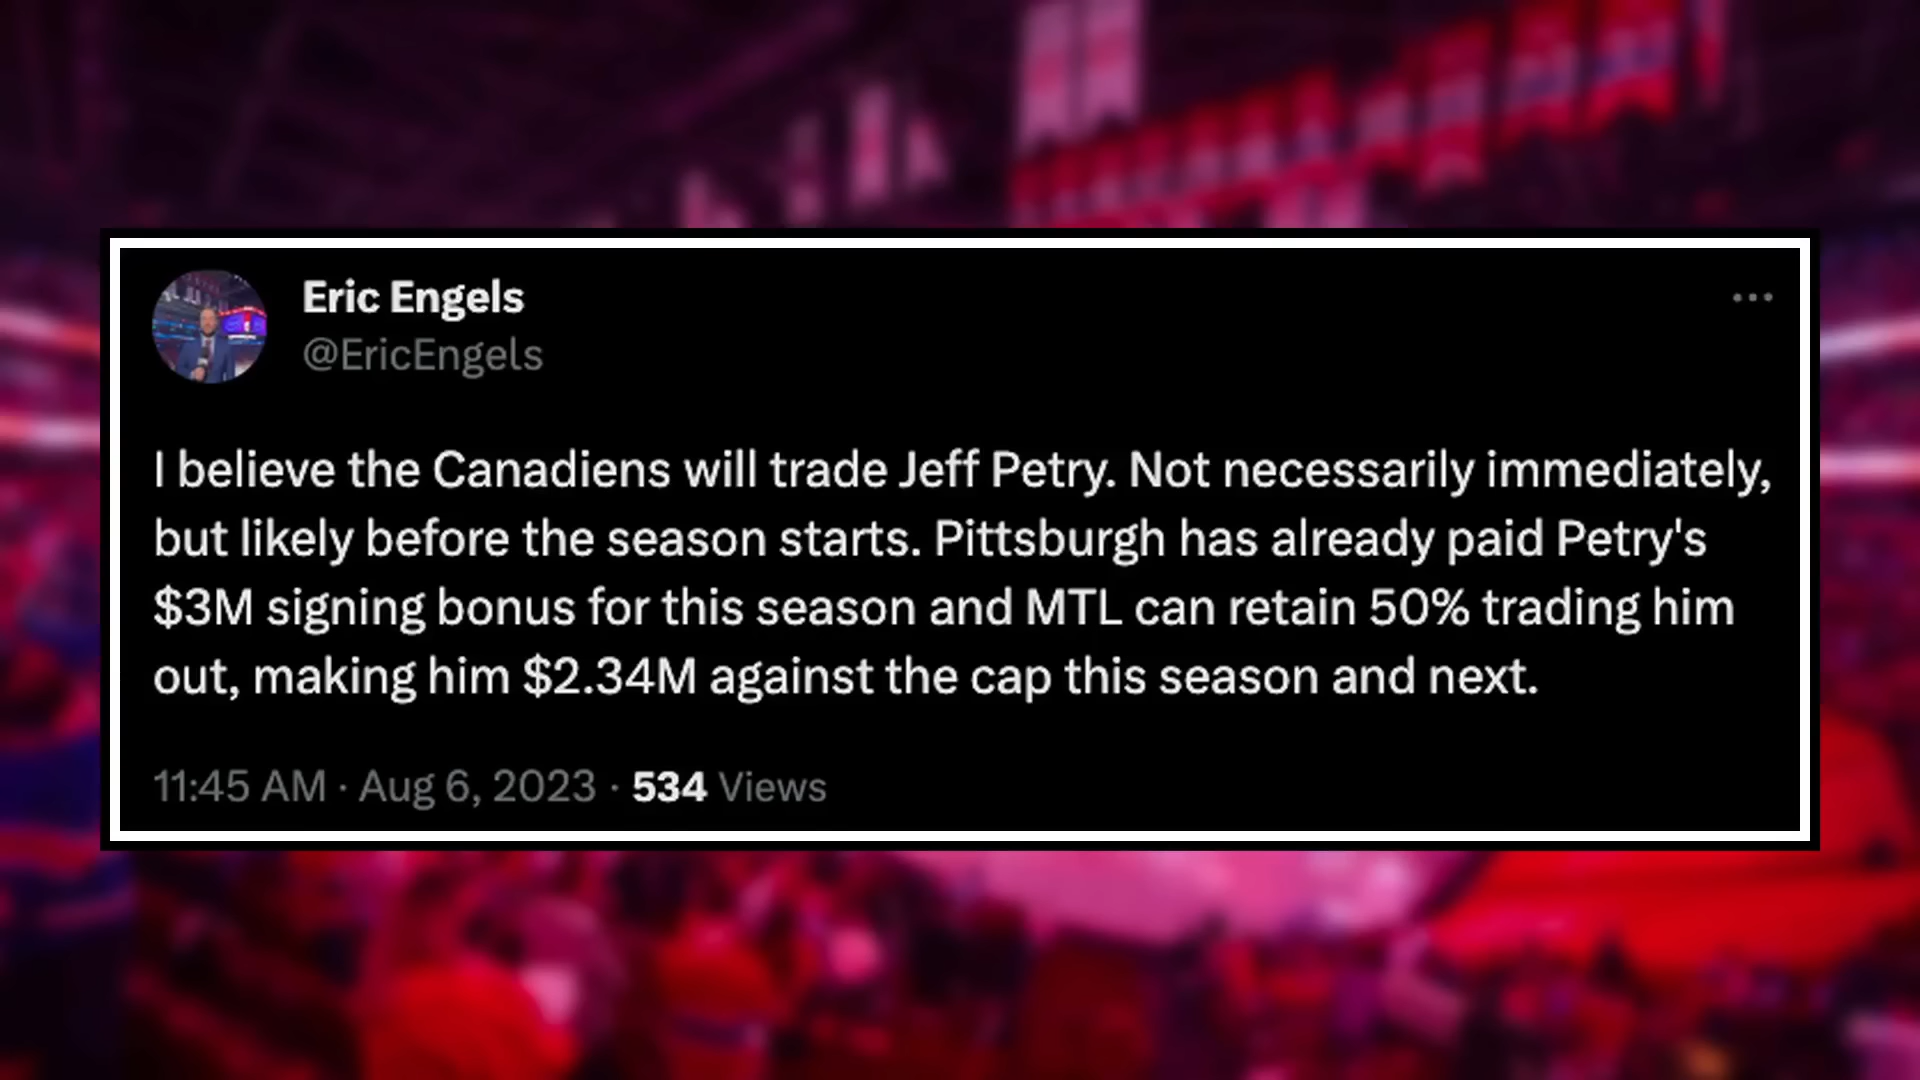 Eric Engels
@EricEngels
I believe the Canadiens will trade Jeff Petry. Not necessarily immediately,
but likely before the season starts. Pittsburgh has already paid Petry's
$3M signing bonus for this season and MTL can retain 50% trading him
out, making him $2.34M against the cap this season and next.
11:45 AM · Aug 6, 2023 · 534 Views